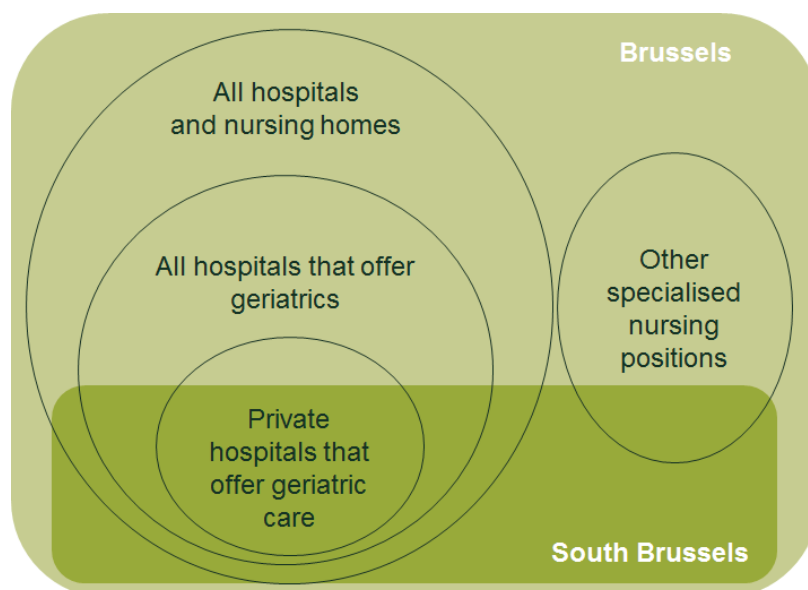 Brussels
All hospitals
and nursing homes
All hospitals that offer
geriatrics
Other
specialised
nursing
positions
Private
hospitals that
offer geriatric
care
South Brussels